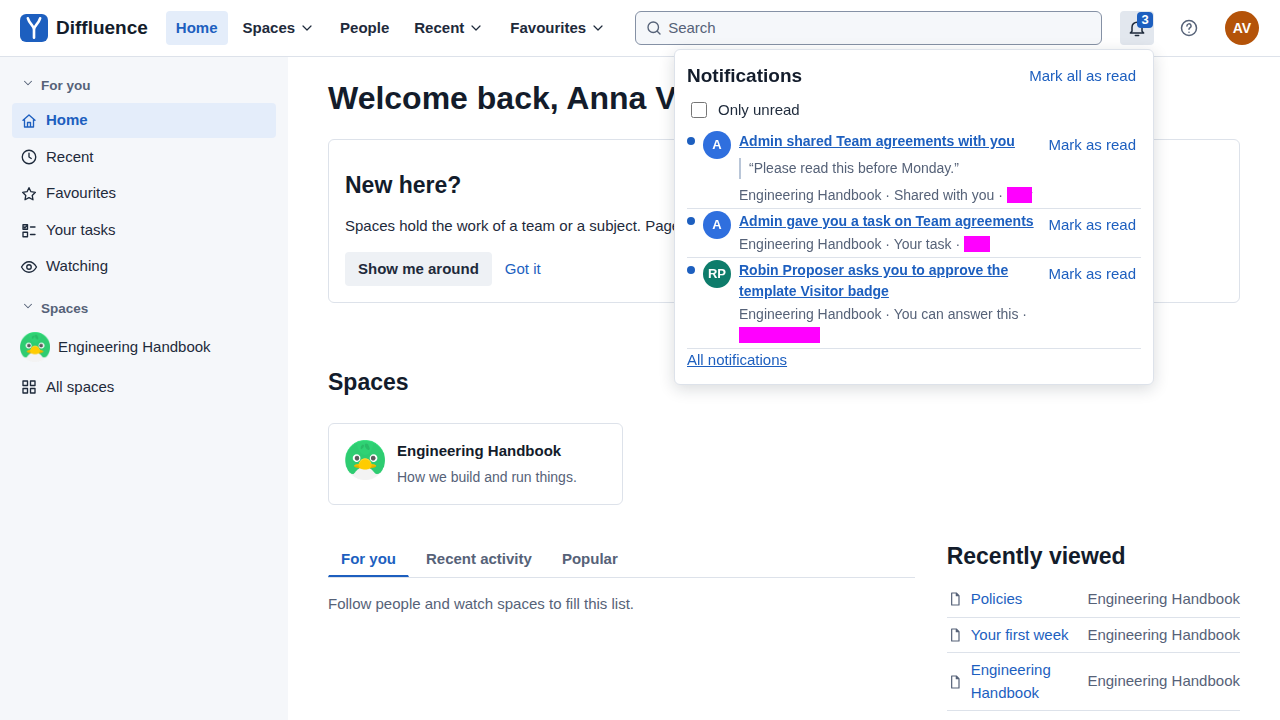 Diffluence
Home
Spaces
People
Recent
Favourites
Search
3
AV
For you
Home
Recent
Favourites
Your tasks
Watching
Spaces
Engineering Handbook
All spaces
Welcome back, Anna V
New here?
Spaces hold the work of a team or a subject. Page
Show me around
Got it
Notifications
Mark all as read
Only unread
A
Admin shared Team agreements with you
Mark as read
“Please read this before Monday.”
Engineering Handbook · Shared with you ·
A
Admin gave you a task on Team agreements
Mark as read
Engineering Handbook · Your task ·
RP
Robin Proposer asks you to approve the
template Visitor badge
Mark as read
Engineering Handbook · You can answer this ·
All notifications
Spaces
Engineering Handbook
How we build and run things.
For you
Recent activity
Popular
Follow people and watch spaces to fill this list.
Recently viewed
Policies
Engineering Handbook
Your first week
Engineering Handbook
Engineering
Handbook
Engineering Handbook